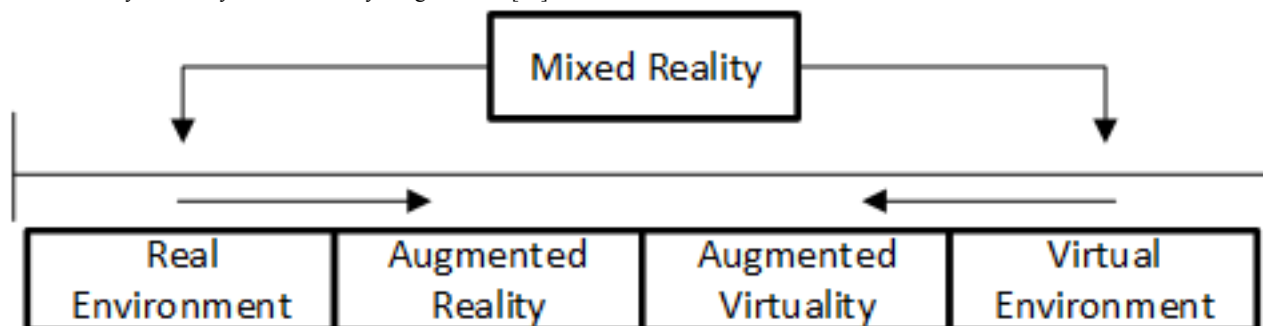 Mixed Reality
Real Environment
Augmented Reality
Augmented Virtuality
Virtual Environment